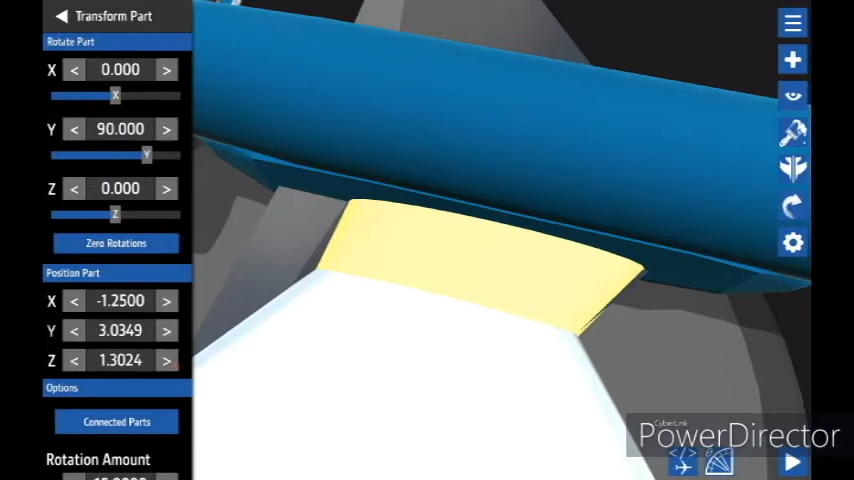 Transform Part
Rotate Part
X < 0.000 >
X
Y < 90.000 >
Y
Z < 0.000 >
Z
Zero Rotations
Position Part
X < -1.2500 >
Y < 3.0349 >
Z < 1.3024 >
Options
Connected Parts
Rotation Amount
CyberLink
PowerDirector